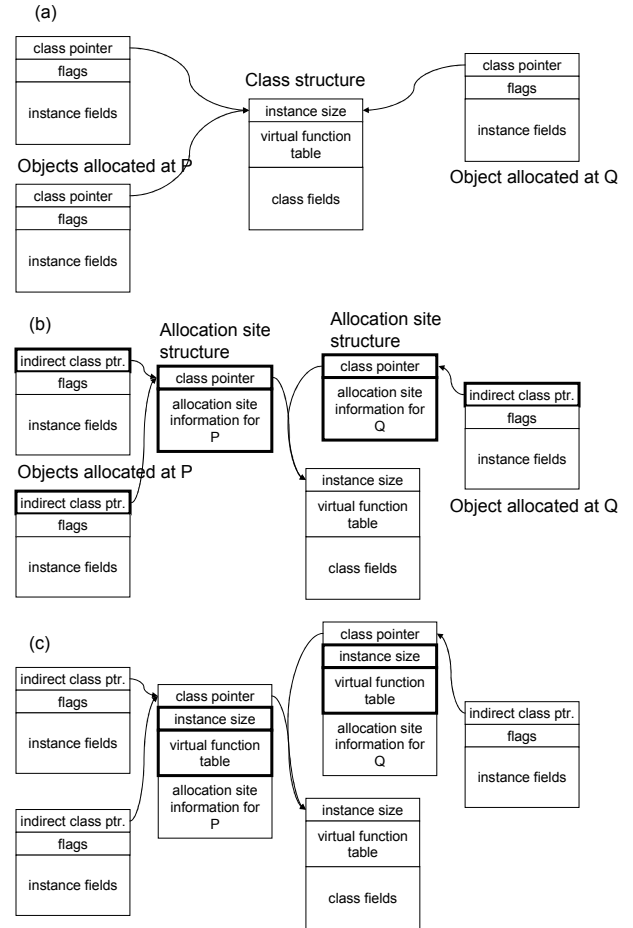 (a)
class pointer
flags
instance fields
Objects allocated at P
class pointer
flags
instance fields
Class structure
instance size
virtual function
table
class fields
class pointer
flags
instance fields
Object allocated at Q
(b)
indirect class ptr.
flags
instance fields
Objects allocated at P
indirect class ptr.
flags
instance fields
Allocation site
structure
class pointer
allocation site
information for
P
Allocation site
structure
class pointer
allocation site
information for
Q
instance size
virtual function
table
class fields
indirect class ptr.
flags
instance fields
Object allocated at Q
(c)
indirect class ptr.
flags
instance fields
indirect class ptr.
flags
instance fields
class pointer
instance size
virtual function
table
allocation site
information for
P
class pointer
instance size
virtual function
table
allocation site
information for
Q
instance size
virtual function
table
class fields
indirect class ptr.
flags
instance fields